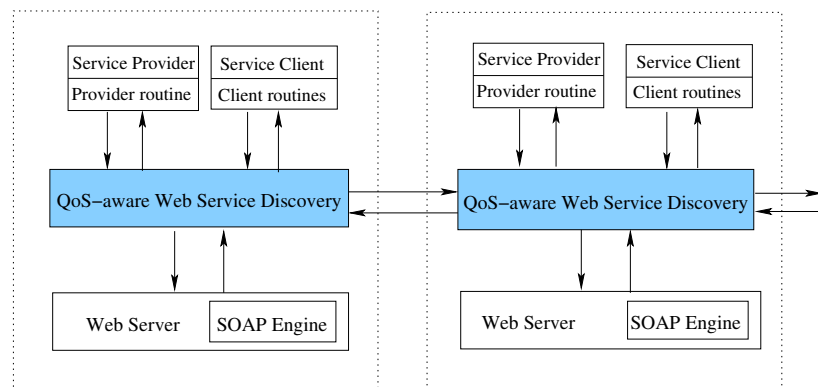 Service Provider
Provider routine
Service Client
Client routines
QoS−aware Web Service Discovery
Web Server
SOAP Engine
Service Provider
Provider routine
Service Client
Client routines
QoS−aware Web Service Discovery
Web Server
SOAP Engine